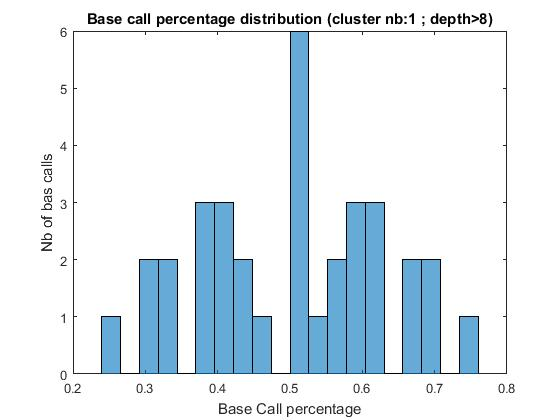 Base call percentage distribution (cluster nb:1 ; depth>8)
6
5
4
3
2
1
0
Nb of bas calls
0.2 0.3 0.4 0.5 0.6 0.7 0.8
Base Call percentage